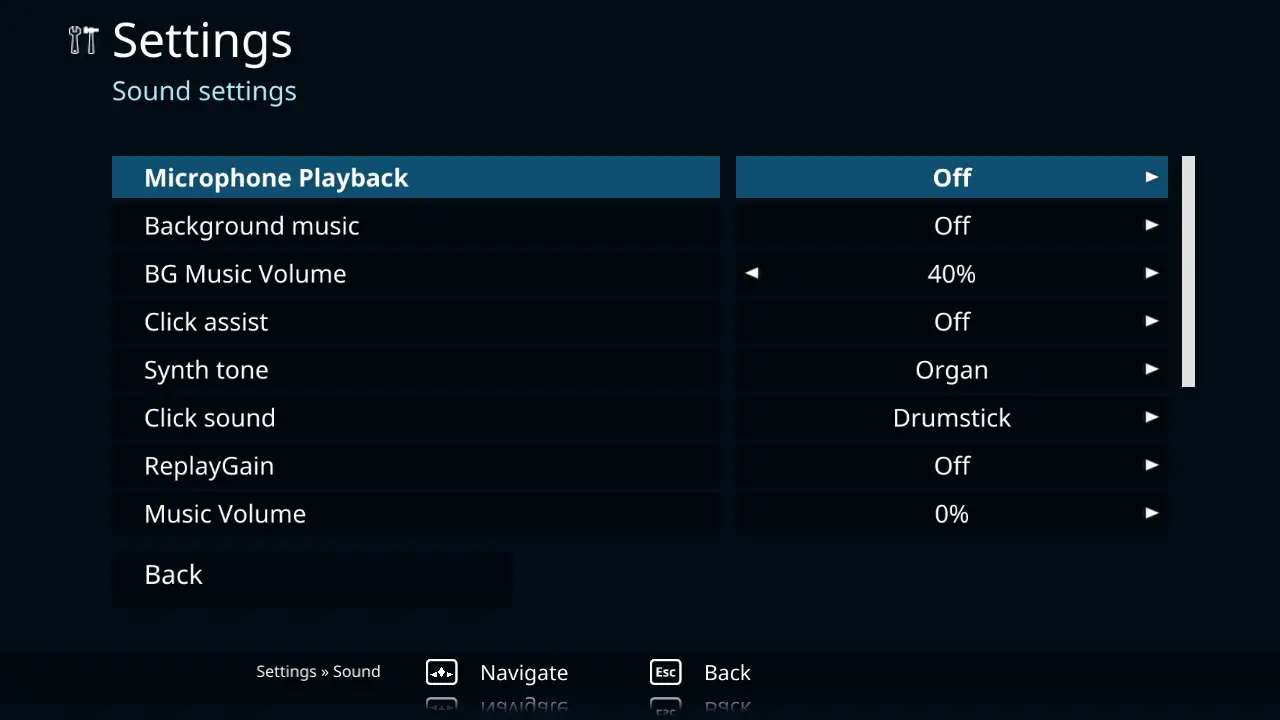 Settings
Sound settings
Microphone Playback Off
Background music Off
BG Music Volume 40%
Click assist Off
Synth tone Organ
Click sound Drumstick
ReplayGain Off
Music Volume 0%
Back
Settings » Sound Navigate Esc Back